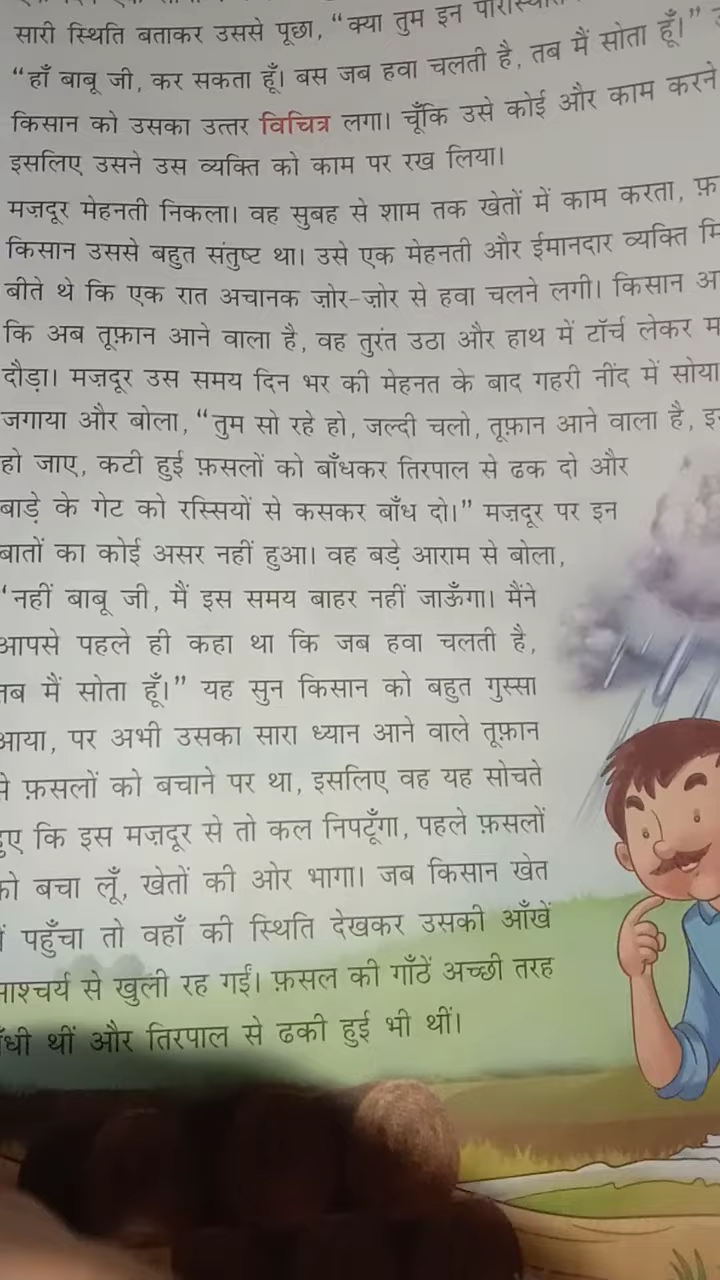 सारी स्थिति बताकर उससे पूछा, “क्या तुम इन
“हाँ बाबू जी, कर सकता हूँ। बस जब हवा चलती है, तब मैं सोता हूँ।”
किसान को उसका उत्तर विचित्र लगा। चूँकि उसे कोई और काम करने
इसलिए उसने उस व्यक्ति को काम पर रख लिया।
मज़दूर मेहनती निकला। वह सुबह से शाम तक खेतों में काम करता,
किसान उससे बहुत संतुष्ट था। उसे एक मेहनती और ईमानदार व्यक्ति
बीते थे कि एक रात अचानक ज़ोर-ज़ोर से हवा चलने लगी। किसान
कि अब तूफ़ान आने वाला है, वह तुरंत उठा और हाथ में टॉर्च लेकर
दौड़ा। मज़दूर उस समय दिन भर की मेहनत के बाद गहरी नींद में सोया
जगाया और बोला, “तुम सो रहे हो, जल्दी चलो, तूफ़ान आने वाला है,
हो जाए, कटी हुई फ़सलों को बाँधकर तिरपाल से ढक दो और
बाड़े के गेट को रस्सियों से कसकर बाँध दो।” मज़दूर पर इन
बातों का कोई असर नहीं हुआ। वह बड़े आराम से बोला,
‘नहीं बाबू जी, मैं इस समय बाहर नहीं जाऊँगा। मैंने
आपसे पहले ही कहा था कि जब हवा चलती है,
तब मैं सोता हूँ।” यह सुन किसान को बहुत गुस्सा
आया, पर अभी उसका सारा ध्यान आने वाले तूफ़ान
से फ़सलों को बचाने पर था, इसलिए वह यह सोचते
हुए कि इस मज़दूर से तो कल निपटूँगा, पहले फ़सलों
को बचा लूँ, खेतों की ओर भागा। जब किसान खेत
में पहुँचा तो वहाँ की स्थिति देखकर उसकी आँखें
आश्चर्य से खुली रह गईं। फ़सल की गाँठें अच्छी तरह
थीं और तिरपाल से ढकी हुई भी थीं।